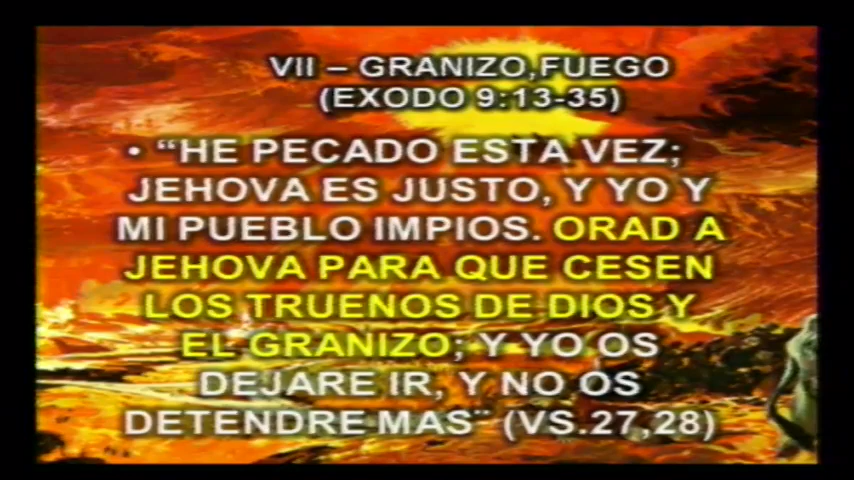 VII – GRANIZO,FUEGO
(EXODO 9:13-35)
• “HE PECADO ESTA VEZ;
JEHOVA ES JUSTO, Y YO Y
MI PUEBLO IMPIOS. ORAD A
JEHOVA PARA QUE CESEN
LOS TRUENOS DE DIOS Y
EL GRANIZO; Y YO OS
DEJARE IR, Y NO OS
DETENDRE MAS¨ (VS.27,28)